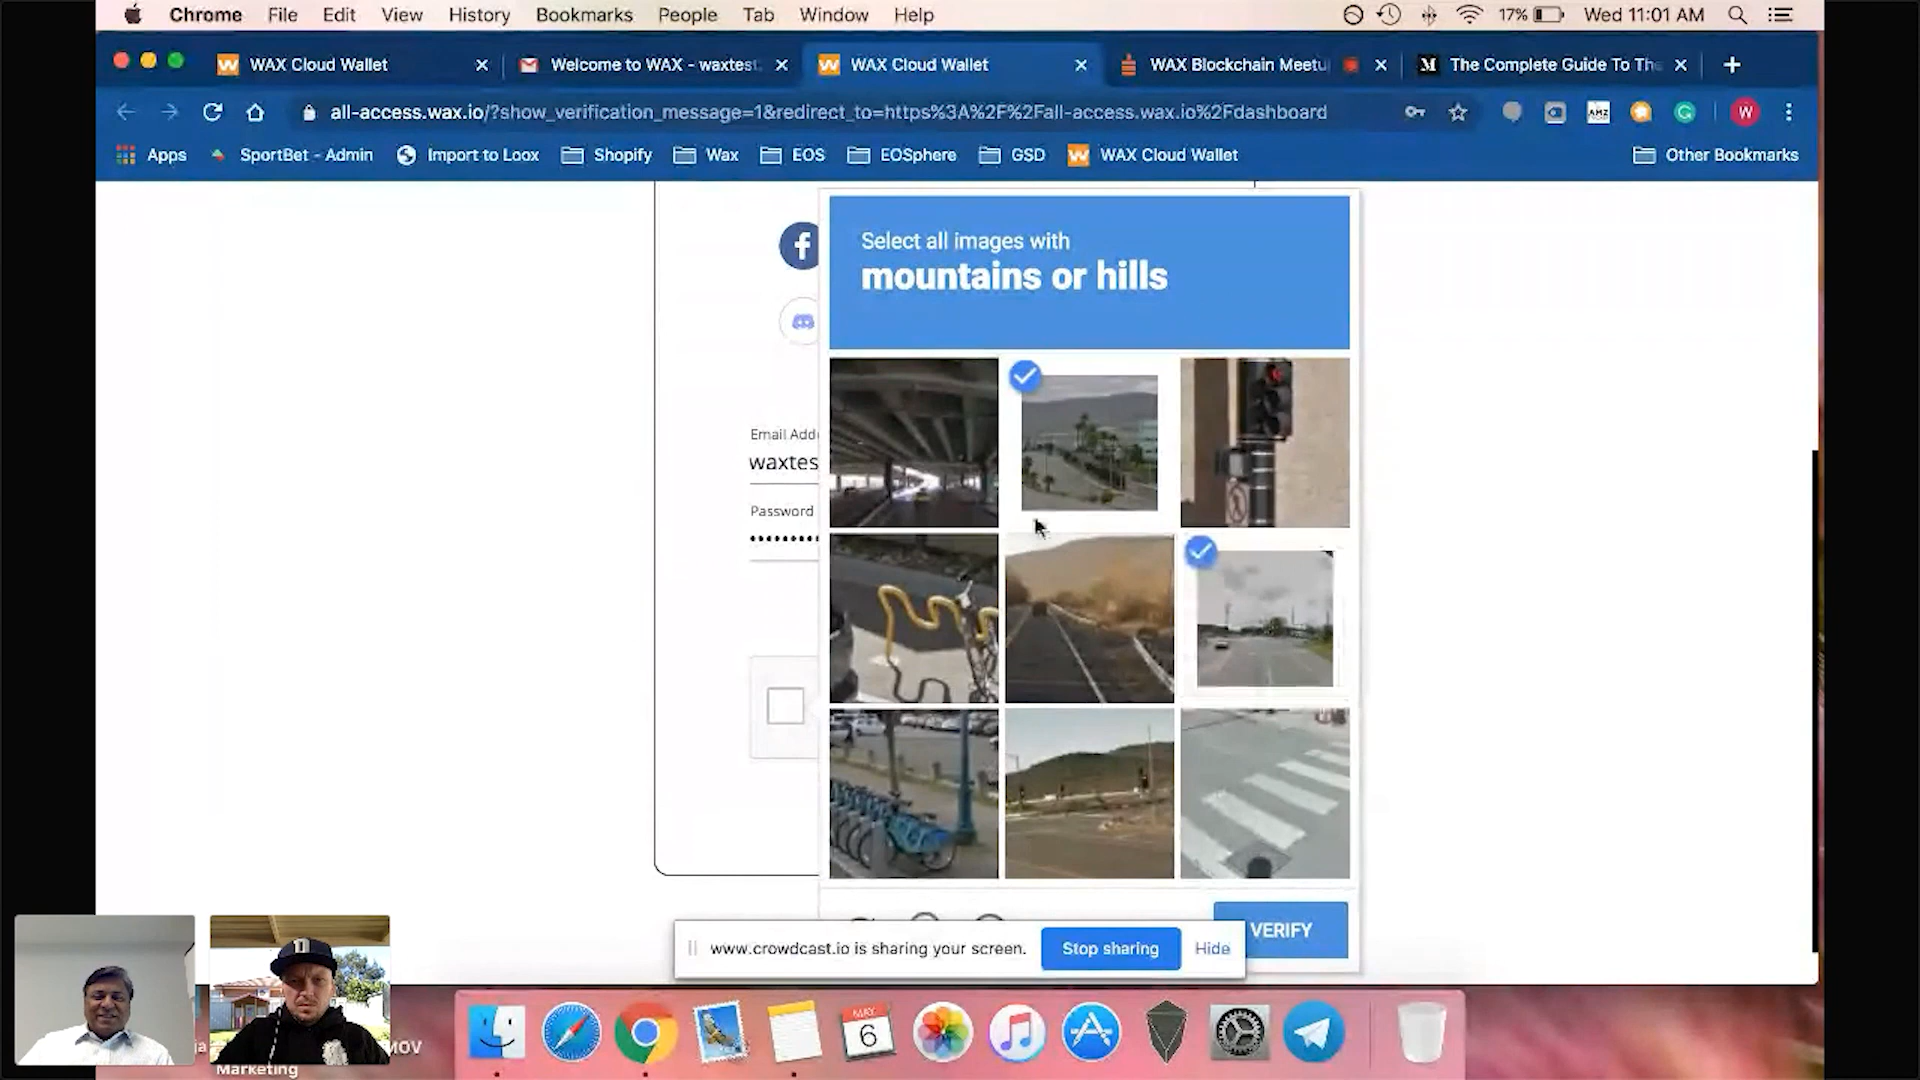 Chrome File Edit View History Bookmarks People Tab Window Help 17% Wed 11:01 AM
WAX Cloud Wallet Welcome to WAX - waxtest WAX Cloud Wallet WAX Blockchain Meetu The Complete Guide To The
all-access.wax.io/?show_verification_message=1&redirect_to=https%3A%2F%2Fall-access.wax.io%2Fdashboard AMZ W
Apps SportBet - Admin Import to Loox Shopify Wax EOS EOSphere GSD WAX Cloud Wallet Other Bookmarks
Select all images with
mountains or hills
Email Add
waxtes
Password
VERIFY
www.crowdcast.io is sharing your screen. Stop sharing Hide
MAY
6
MOV
Marketing